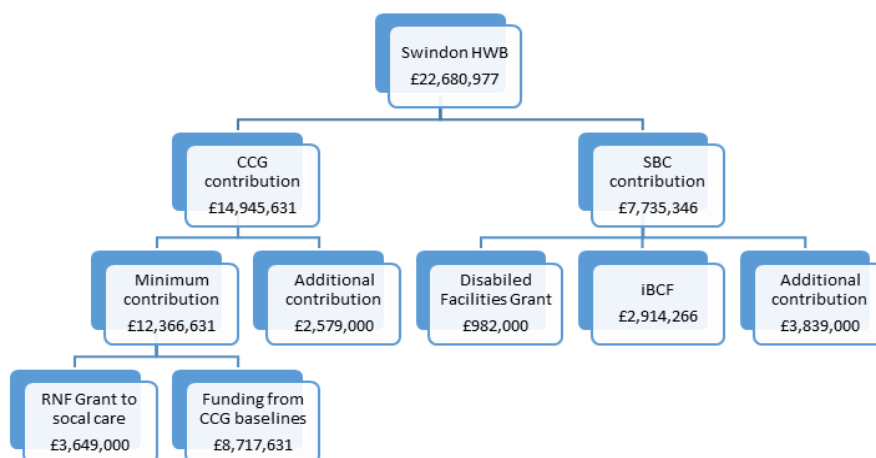 Swindon HWB
£22,680,977
CCG
contribution
£14,945,631
SBC
contribution
£7,735,346
Minimum
contribution
£12,366,631
Additional
contribution
£2,579,000
Disabiled
Facilities Grant
£982,000
iBCF
£2,914,266
Additional
contribution
£3,839,000
RNF Grant to
socal care
£3,649,000
Funding from
CCG baselines
£8,717,631